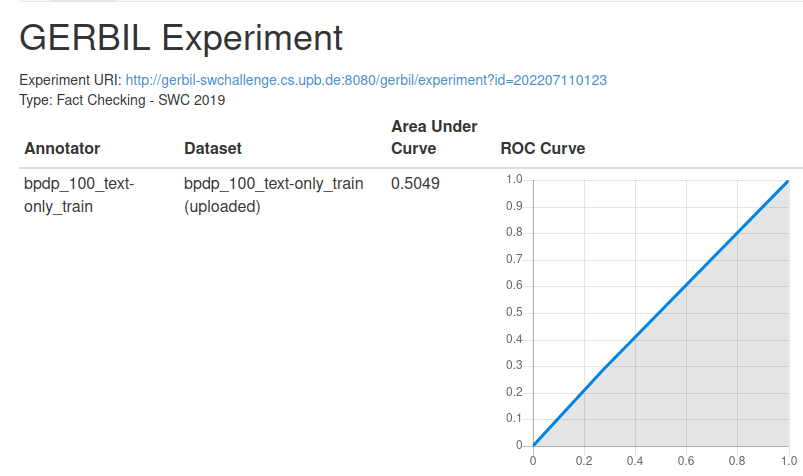 GERBIL Experiment
Experiment URI: http://gerbil-swchallenge.cs.upb.de:8080/gerbil/experiment?id=202207110123
Type: Fact Checking - SWC 2019
Annotator Dataset Area Under Curve ROC Curve
bpdp_100_text-only_train bpdp_100_text-only_train (uploaded) 0.5049
1.0
0.9
0.8
0.7
0.6
0.5
0.4
0.3
0.2
0.1
0
0 0.2 0.4 0.6 0.8 1.0